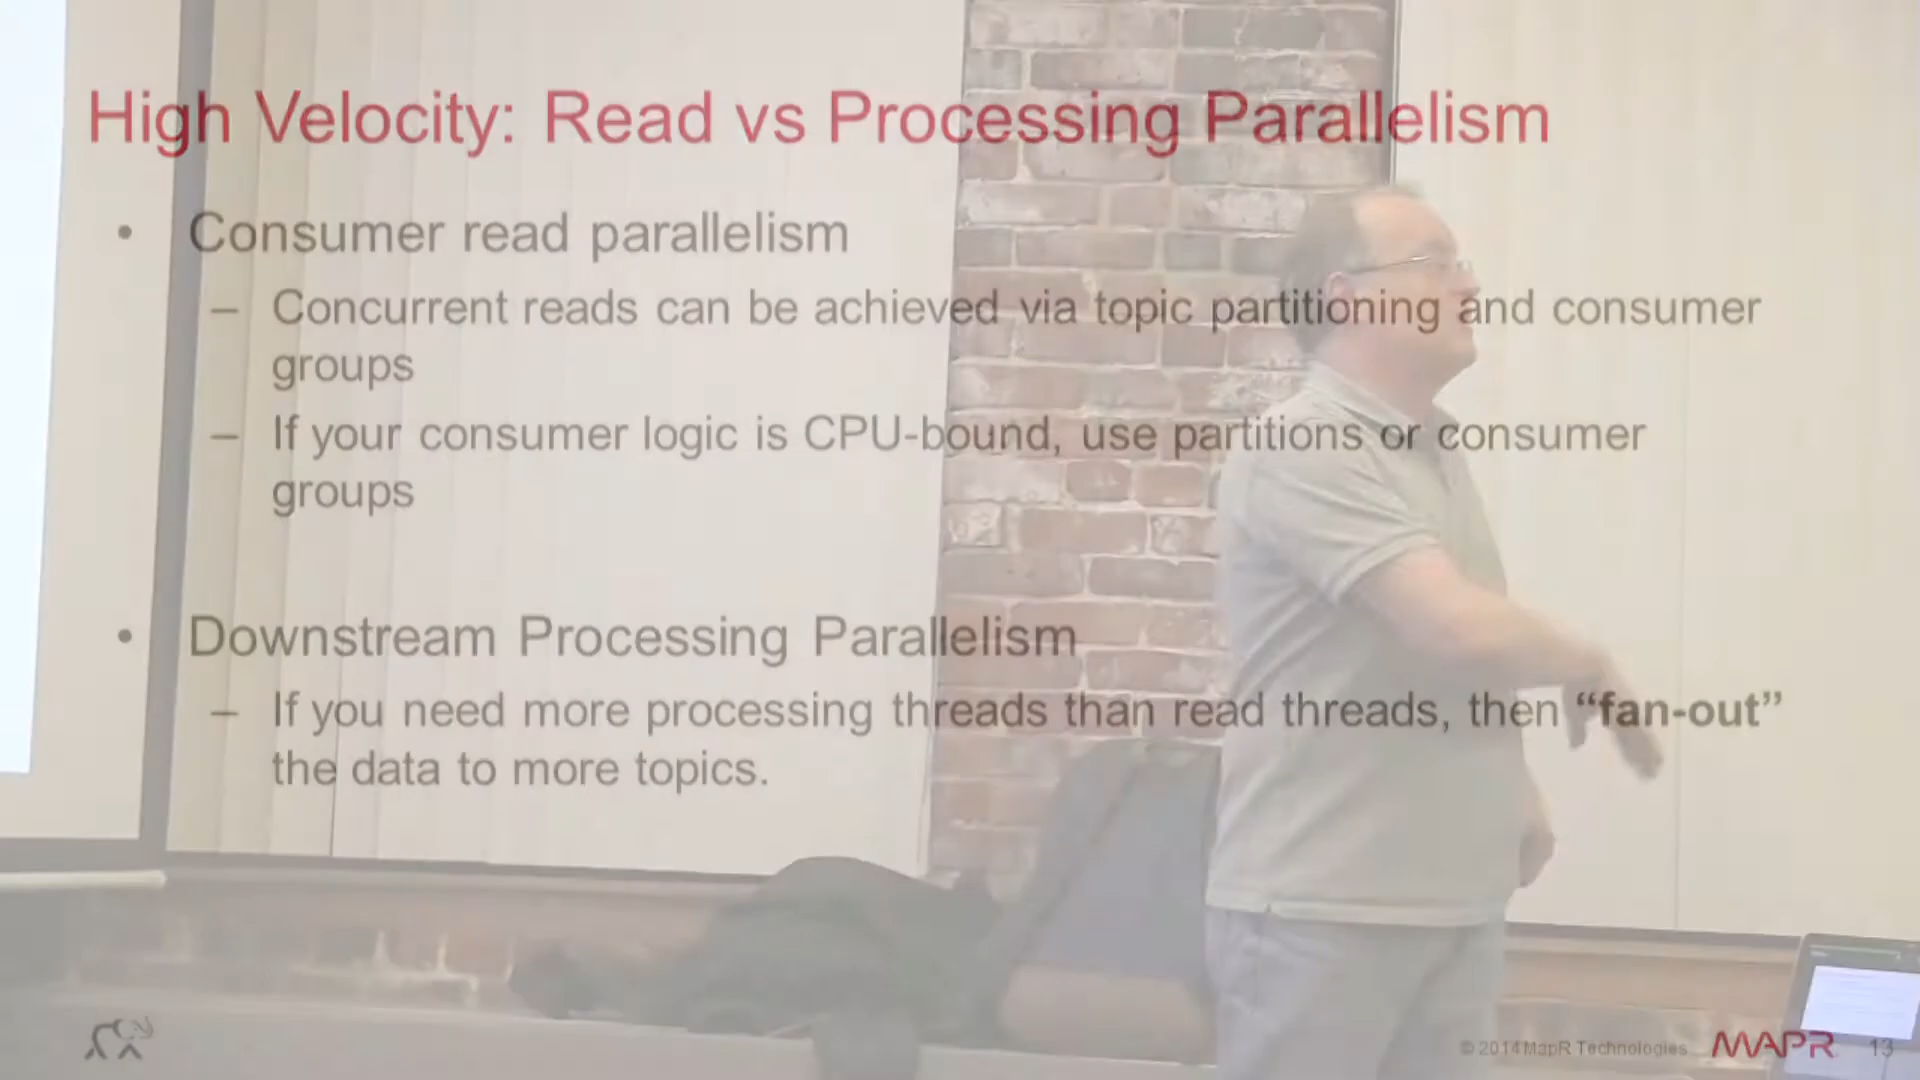 High Velocity: Read vs Processing Parallelism
• Consumer read parallelism
– Concurrent reads can be achieved via topic partitioning and consumer
groups
– If your consumer logic is CPU-bound, use partitions or consumer
groups
• Downstream Processing Parallelism
– If you need more processing threads than read threads, then “fan-out”
the data to more topics.
© 2014 MapR Technologies MAPR 13